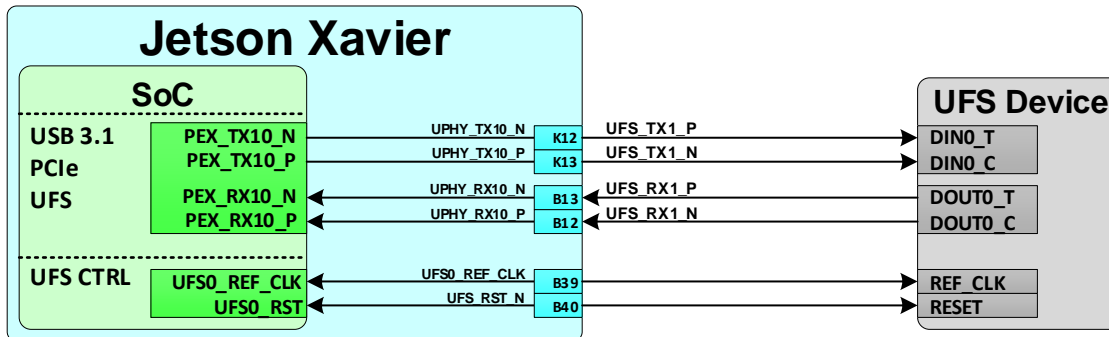 Jetson Xavier
SoC
UFS Device
USB 3.1
PCIe
UFS
PEX_TX10_N UPHY_TX10_N K12 UFS_TX1_P DIN0_T
PEX_TX10_P UPHY_TX10_P K13 UFS_TX1_N DIN0_C
PEX_RX10_N UPHY_RX10_N B13 UFS_RX1_P DOUT0_T
PEX_RX10_P UPHY_RX10_P B12 UFS_RX1_N DOUT0_C
UFS CTRL
UFS0_REF_CLK UFS0_REF_CLK B39 REF_CLK
UFS0_RST UFS_RST_N B40 RESET